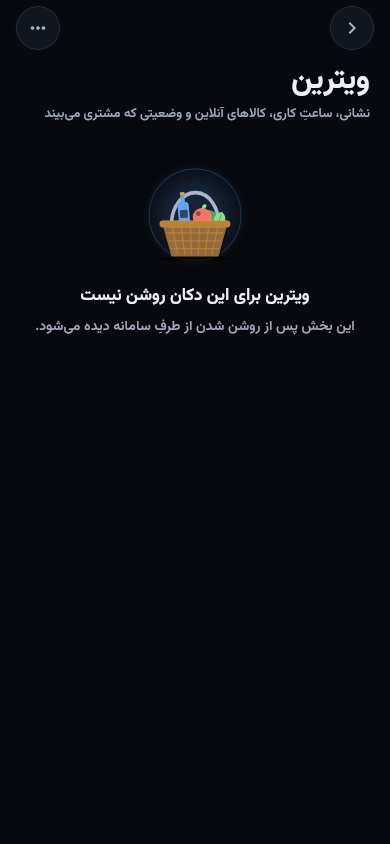 ویترین
نشانی، ساعتِ کاری، کالاهای آنلاین و وضعیتی که مشتری می‌بیند
ویترین برای این دکان روشن نیست
این بخش پس از روشن شدن از طرفِ سامانه دیده می‌شود.